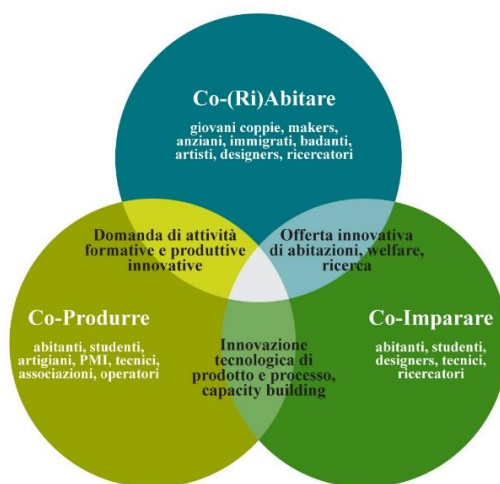 Co-(Ri)Abitare
giovani coppie, makers,
anziani, immigrati, badanti,
artisti, designers, ricercatori
Domanda di attività
formative e produttive
innovative
Offerta innovativa
di abitazioni, welfare,
ricerca
Co-Produrre
abitanti, studenti,
artigiani, PMI, tecnici,
associazioni, operatori
Innovazione
tecnologica di
prodotto e processo,
capacity building
Co-Imparare
abitanti, studenti,
designers, tecnici,
ricercatori